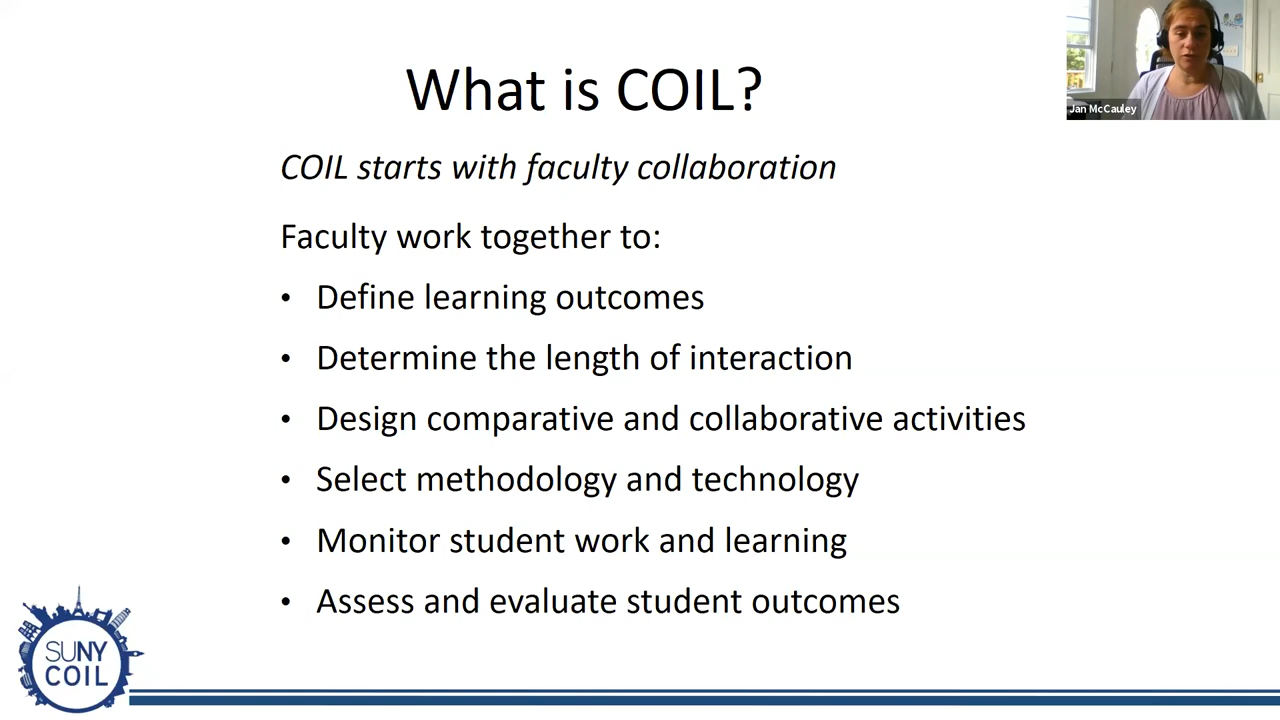 What is COIL?
Jan McCauley
COIL starts with faculty collaboration
Faculty work together to:
• Define learning outcomes
• Determine the length of interaction
• Design comparative and collaborative activities
• Select methodology and technology
• Monitor student work and learning
• Assess and evaluate student outcomes
SUNY
COIL